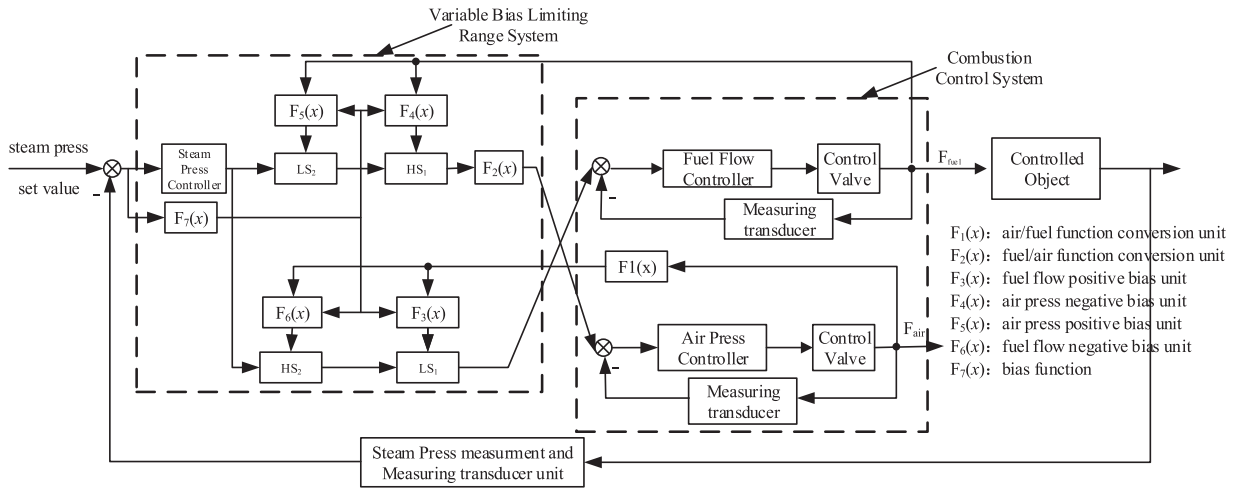 Variable Bias Limiting
Range System
Combustion
Control System
steam press
set value
-
Steam
Press
Controller
F5(x)
F4(x)
LS2
HS1
F2(x)
F7(x)
F6(x)
F3(x)
HS2
LS1
-
Fuel Flow
Controller
Control
Valve
Measuring
transducer
Ffuel
Controlled
Object
F1(x)
-
Air Press
Controller
Control
Valve
Measuring
transducer
Fair
F1(x): air/fuel function conversion unit
F2(x): fuel/air function conversion unit
F3(x): fuel flow positive bias unit
F4(x): air press negative bias unit
F5(x): air press positive bias unit
F6(x): fuel flow negative bias unit
F7(x): bias function
Steam Press measurment and
Measuring transducer unit